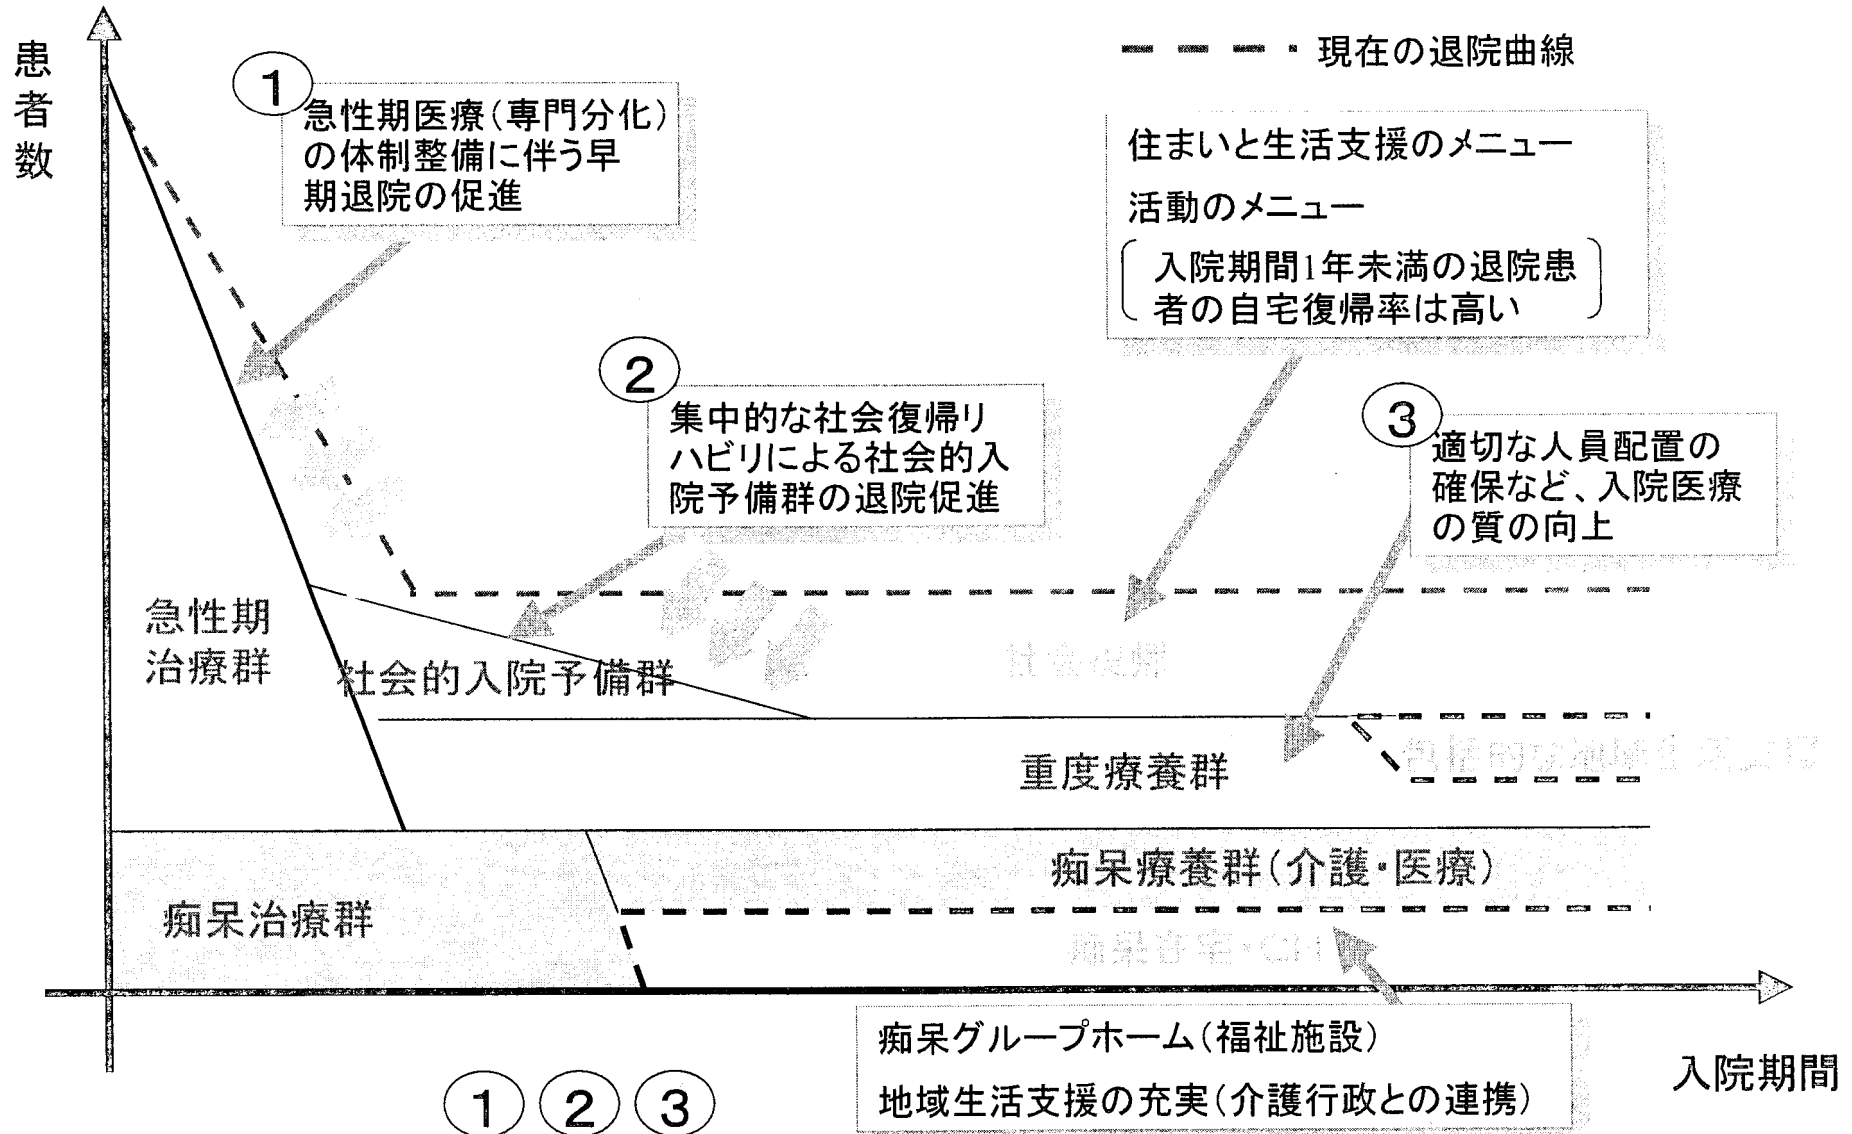 患者数
現在の退院曲線
①
急性期医療(専門分化)
の体制整備に伴う早
期退院の促進
住まいと生活支援のメニュー
活動のメニュー
入院期間1年未満の退院患
者の自宅復帰率は高い
②
集中的な社会復帰リ
ハビリによる社会的入
院予備群の退院促進
③
適切な人員配置の
確保など、入院医療
の質の向上
急性期
治療群
社会的入院予備群
重度療養群
痴呆療養群(介護・医療)
痴呆治療群
痴呆グループホーム(福祉施設)
地域生活支援の充実(介護行政との連携)
入院期間
① ② ③